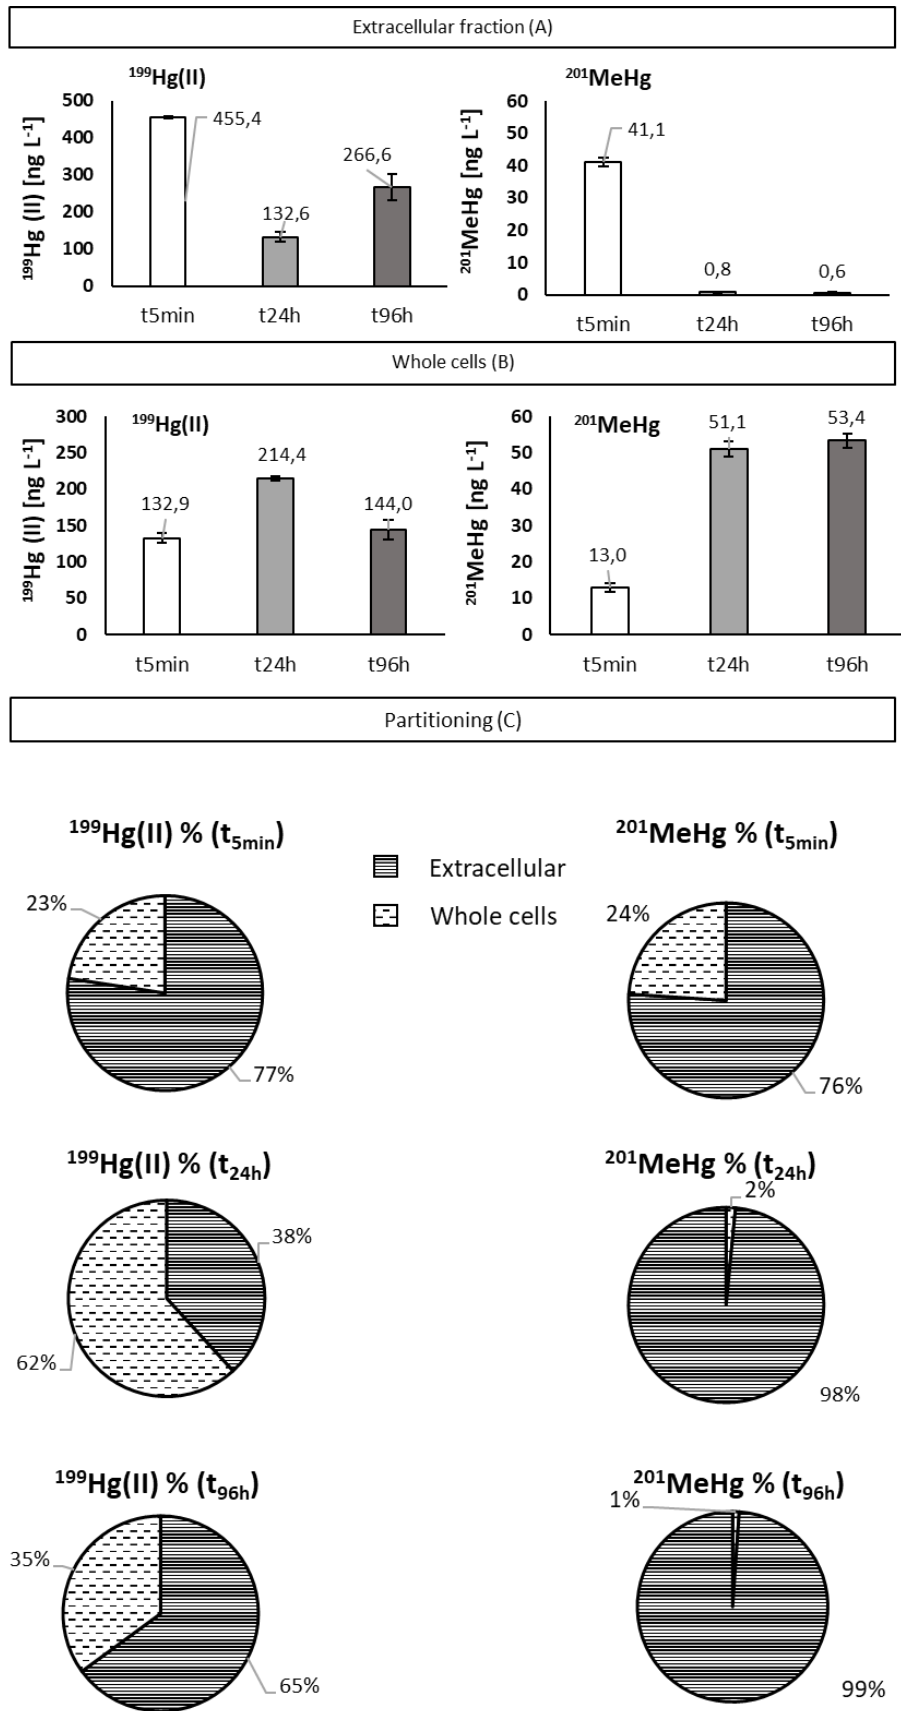 Extracellular fraction (A)
¹⁹⁹Hg(II)
¹⁹⁹Hg (II) [ng L⁻¹]
500
400
300
200
100
0
455,4
132,6
266,6
t5min
t24h
t96h
²⁰¹MeHg
²⁰¹MeHg [ng L⁻¹]
60
50
40
30
20
10
0
41,1
0,8
0,6
t5min
t24h
t96h
Whole cells (B)
¹⁹⁹Hg(II)
¹⁹⁹Hg (II) [ng L⁻¹]
300
250
200
150
100
50
0
132,9
214,4
144,0
t5min
t24h
t96h
²⁰¹MeHg
²⁰¹MeHg [ng L⁻¹]
60
50
40
30
20
10
0
13,0
51,1
53,4
t5min
t24h
t96h
Partitioning (C)
¹⁹⁹Hg(II) % (t5min)
23%
77%
Extracellular
Whole cells
²⁰¹MeHg % (t5min)
24%
76%
¹⁹⁹Hg(II) % (t24h)
38%
62%
²⁰¹MeHg % (t24h)
2%
98%
¹⁹⁹Hg(II) % (t96h)
35%
65%
²⁰¹MeHg % (t96h)
1%
99%